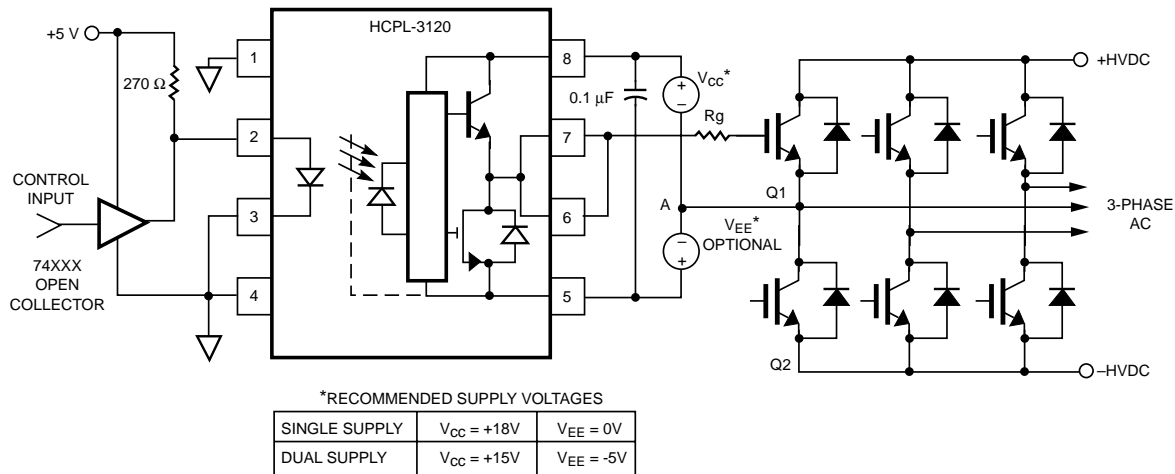 HCPL-3120
+5 V
270 Ω
1
2
3
4
8
7
6
5
CONTROL
INPUT
74XXX
OPEN
COLLECTOR
0.1 µF
VCC*
+
−
Rg
A
VEE*
OPTIONAL
−
+
Q1
Q2
+HVDC
3-PHASE
AC
–HVDC
*RECOMMENDED SUPPLY VOLTAGES
SINGLE SUPPLY VCC = +18V VEE = 0V
DUAL SUPPLY VCC = +15V VEE = -5V